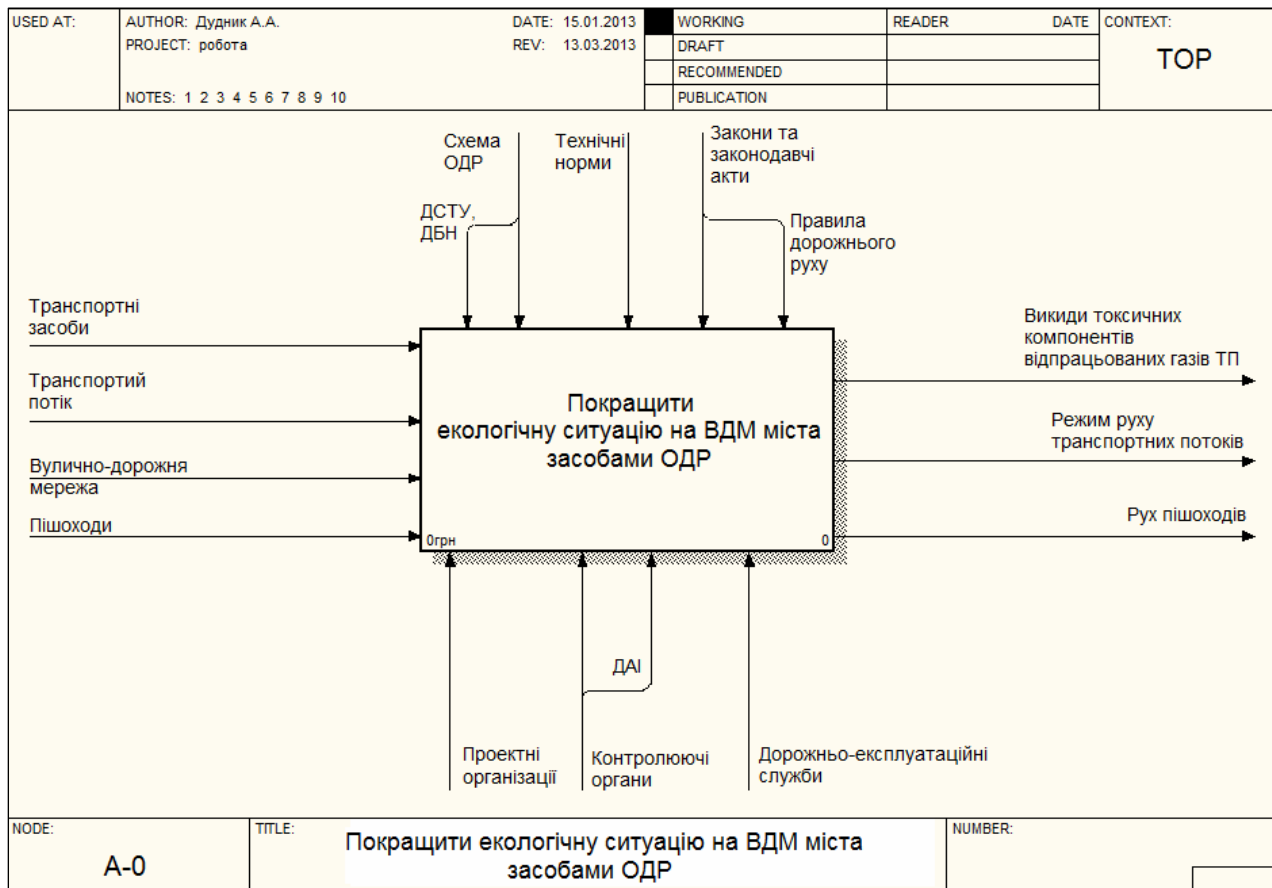 USED AT:
AUTHOR: Дудник А.А.
DATE: 15.01.2013
PROJECT: робота
REV: 13.03.2013
NOTES: 1 2 3 4 5 6 7 8 9 10
WORKING
DRAFT
RECOMMENDED
PUBLICATION
READER
DATE
CONTEXT:
TOP
Схема
ОДР
Технічні
норми
Закони та
законодавчі
акти
ДСТУ,
ДБН
Правила
дорожнього
руху
Транспортні
засоби
Транспортий
потік
Вулично-дорожня
мережа
Пішоходи
Покращити
екологічну ситуацію на ВДМ міста
засобами ОДР
0грн
0
Викиди токсичних
компонентів
відпрацьованих газів ТП
Режим руху
транспортних потоків
Рух пішоходів
ДАІ
Проектні
організації
Контролюючі
органи
Дорожньо-експлуатаційні
служби
NODE:
A-0
TITLE:
Покращити екологічну ситуацію на ВДМ міста
засобами ОДР
NUMBER: